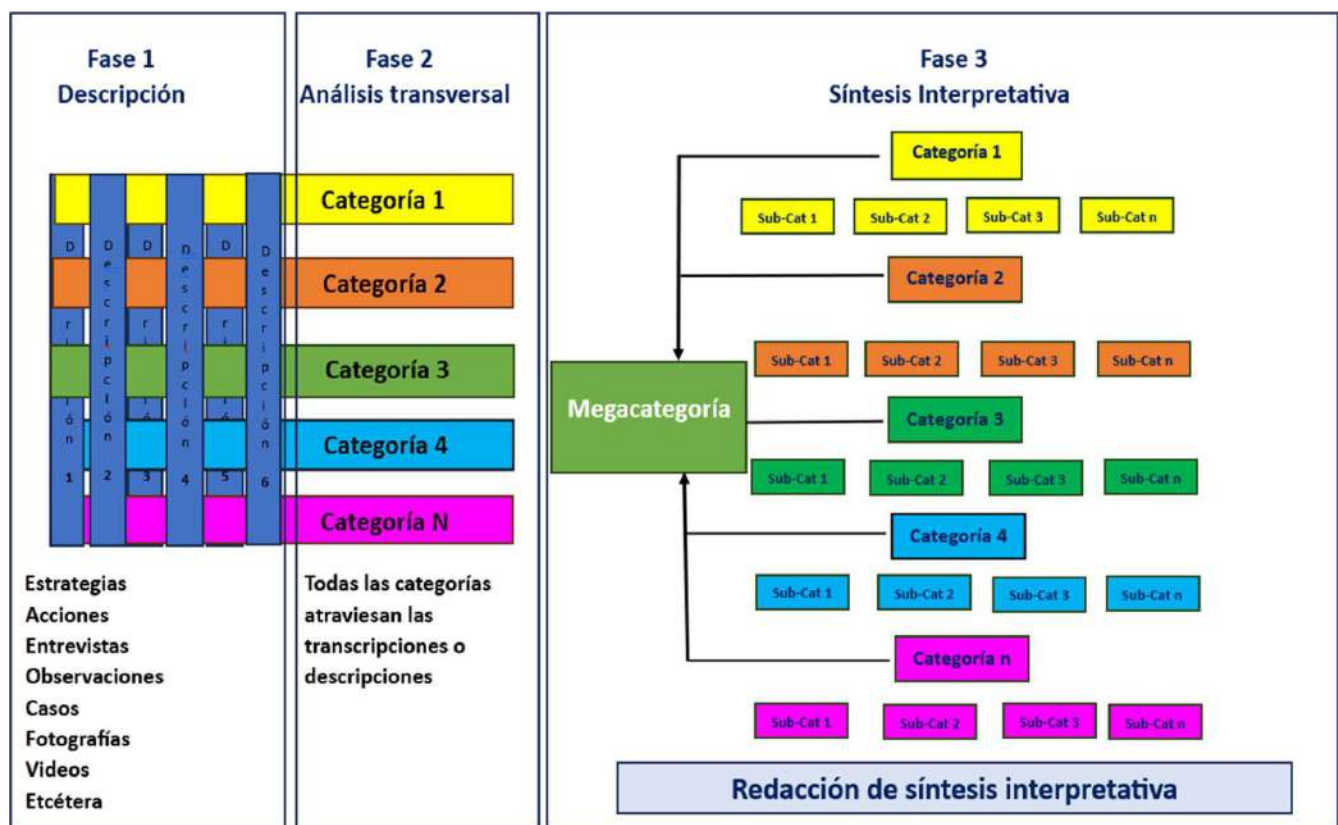 Fase 1
Descripción
Fase 2
Análisis transversal
Fase 3
Síntesis Interpretativa
Categoría 1
Categoría 2
Categoría 3
Categoría 4
Categoría N
Descripción 2
Descripción 4
Descripción 6
1
3
5
Estrategias
Acciones
Entrevistas
Observaciones
Casos
Fotografías
Videos
Etcétera
Todas las categorías
atraviesan las
transcripciones o
descripciones
Categoría 1
Sub-Cat 1 Sub-Cat 2 Sub-Cat 3 Sub-Cat n
Categoría 2
Sub-Cat 1 Sub-Cat 2 Sub-Cat 3 Sub-Cat n
Megacategoría
Categoría 3
Sub-Cat 1 Sub-Cat 2 Sub-Cat 3 Sub-Cat n
Categoría 4
Sub-Cat 1 Sub-Cat 2 Sub-Cat 3 Sub-Cat n
Categoría n
Sub-Cat 1 Sub-Cat 2 Sub-Cat 3 Sub-Cat n
Redacción de síntesis interpretativa